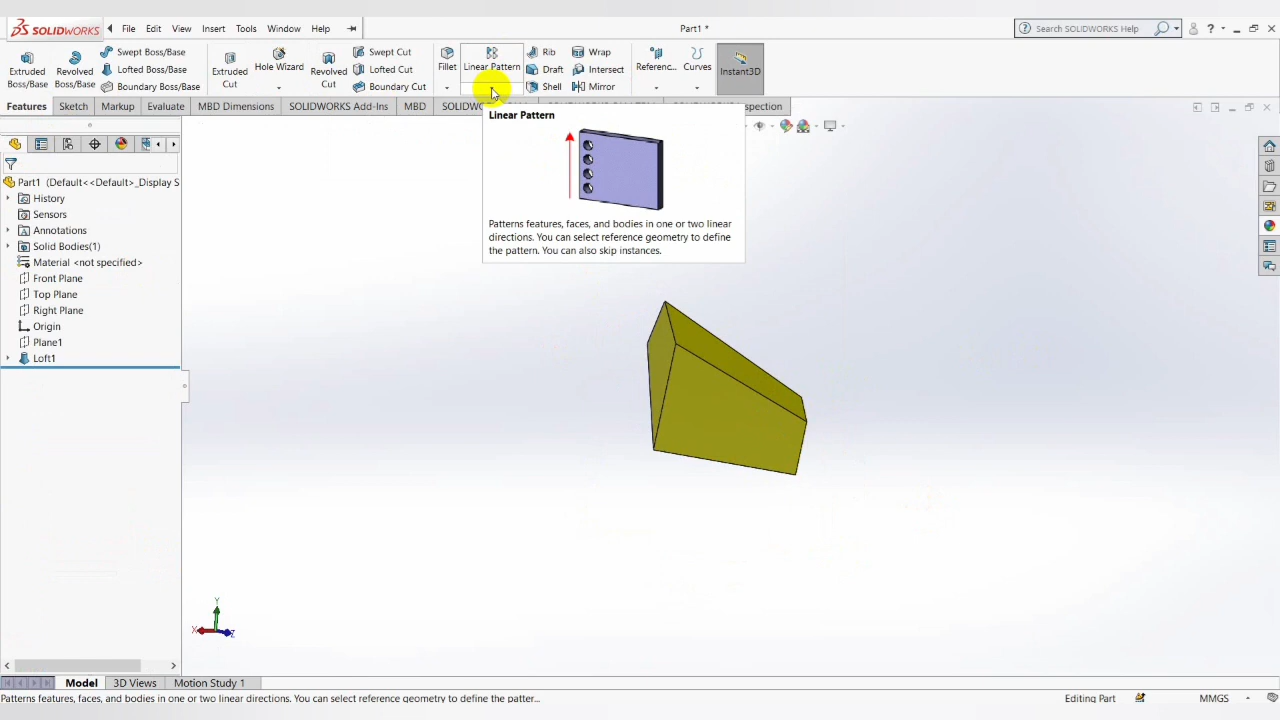 SOLIDWORKS File Edit View Insert Tools Window Help Part1 * Search SOLIDWORKS Help ?
Extruded Boss/Base
Revolved Boss/Base
Swept Boss/Base
Lofted Boss/Base
Boundary Boss/Base
Extruded Cut
Hole Wizard
Revolved Cut
Swept Cut
Lofted Cut
Boundary Cut
Fillet
Linear Pattern
Rib
Draft
Shell
Wrap
Intersect
Mirror
Referenc...
Curves
Instant3D
Features Sketch Markup Evaluate MBD Dimensions SOLIDWORKS Add-Ins MBD
Linear Pattern
Patterns features, faces, and bodies in one or two linear
directions. You can select reference geometry to define
the pattern. You can also skip instances.
Part1 (Default<<Default>_Display S
History
Sensors
Annotations
Solid Bodies(1)
Material <not specified>
Front Plane
Top Plane
Right Plane
Origin
Plane1
Loft1
Y
X
Z
Model 3D Views Motion Study 1
Patterns features, faces, and bodies in one or two linear directions. You can select reference geometry to define the patter... Editing Part MMGS